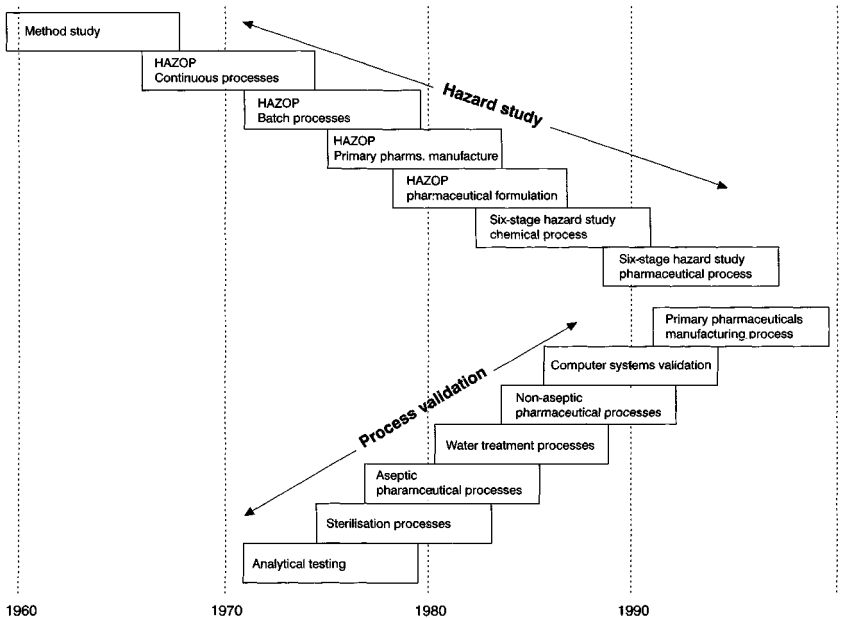 Method study
HAZOP
Continuous processes
HAZOP
Batch processes
Hazard study
HAZOP
Primary pharms. manufacture
HAZOP
pharmaceutical formulation
Six-stage hazard study
chemical process
Six-stage hazard study
pharmaceutical process
Primary pharmaceuticals
manufacturing process
Computer systems validation
Process validation
Non-aseptic
pharmaceutical processes
Water treatment processes
Aseptic
pharamceutical processes
Sterilisation processes
Analytical testing
1960
1970
1980
1990